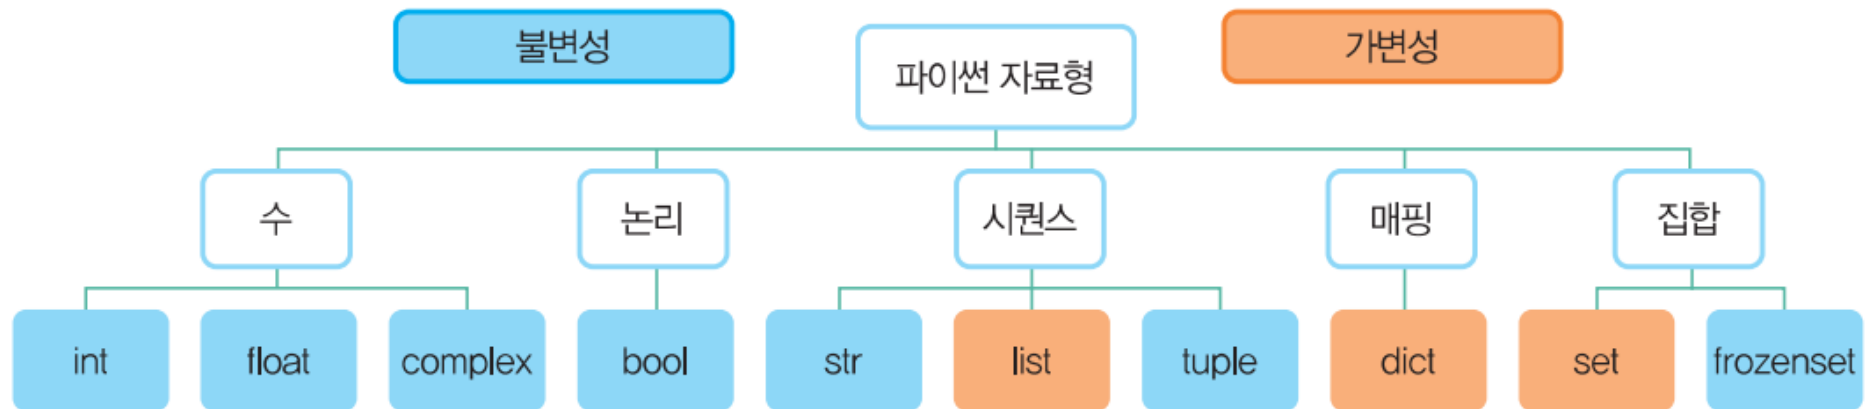 불변성
파이썬 자료형
가변성
수
논리
시퀀스
매핑
집합
int
float
complex
bool
str
list
tuple
dict
set
frozenset